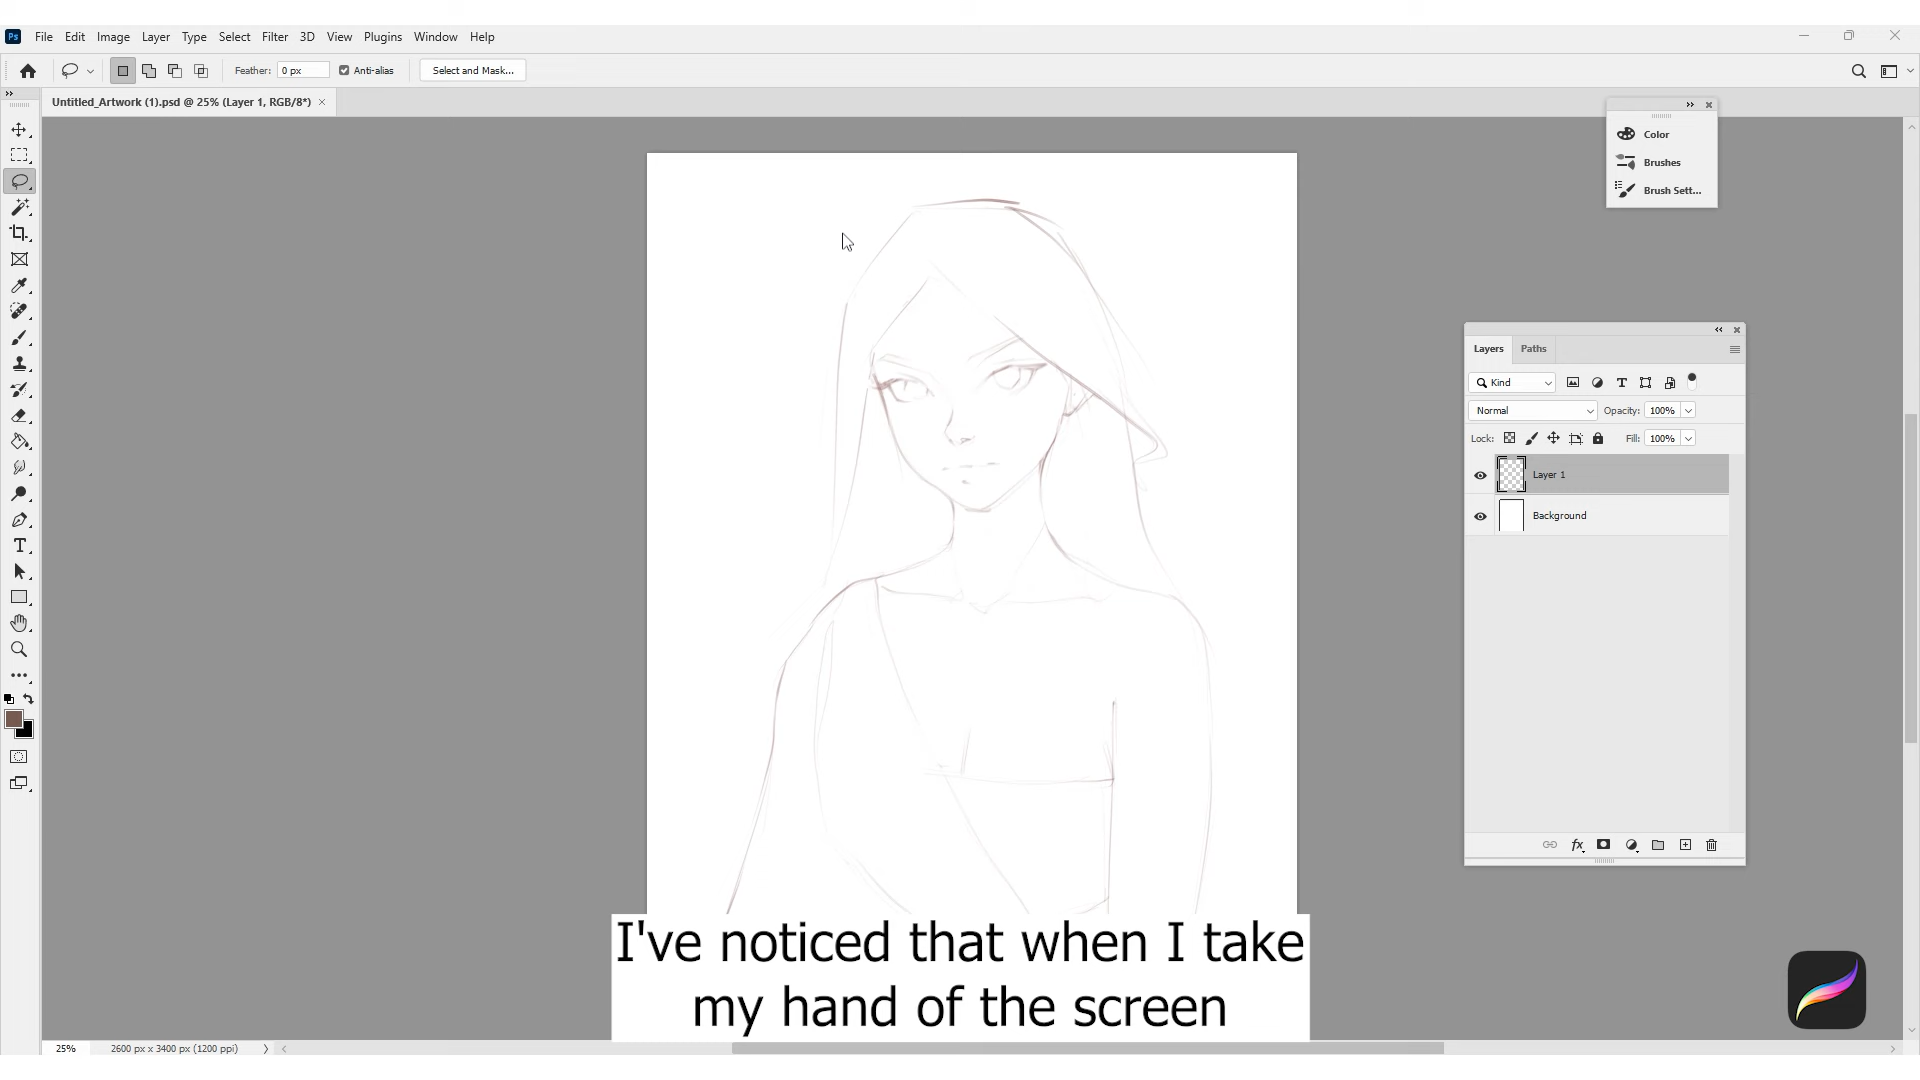 Ps File Edit Image Layer Type Select Filter 3D View Plugins Window Help
Feather: 0 px Anti-alias Select and Mask...
Untitled_Artwork (1).psd @ 25% (Layer 1, RGB/8*) ×
Color
Brushes
Brush Sett...
Layers Paths
Kind
Normal Opacity: 100%
Lock: Fill: 100%
Layer 1
Background
I've noticed that when I take
my hand of the screen
25% 2600 px x 3400 px (1200 ppi)